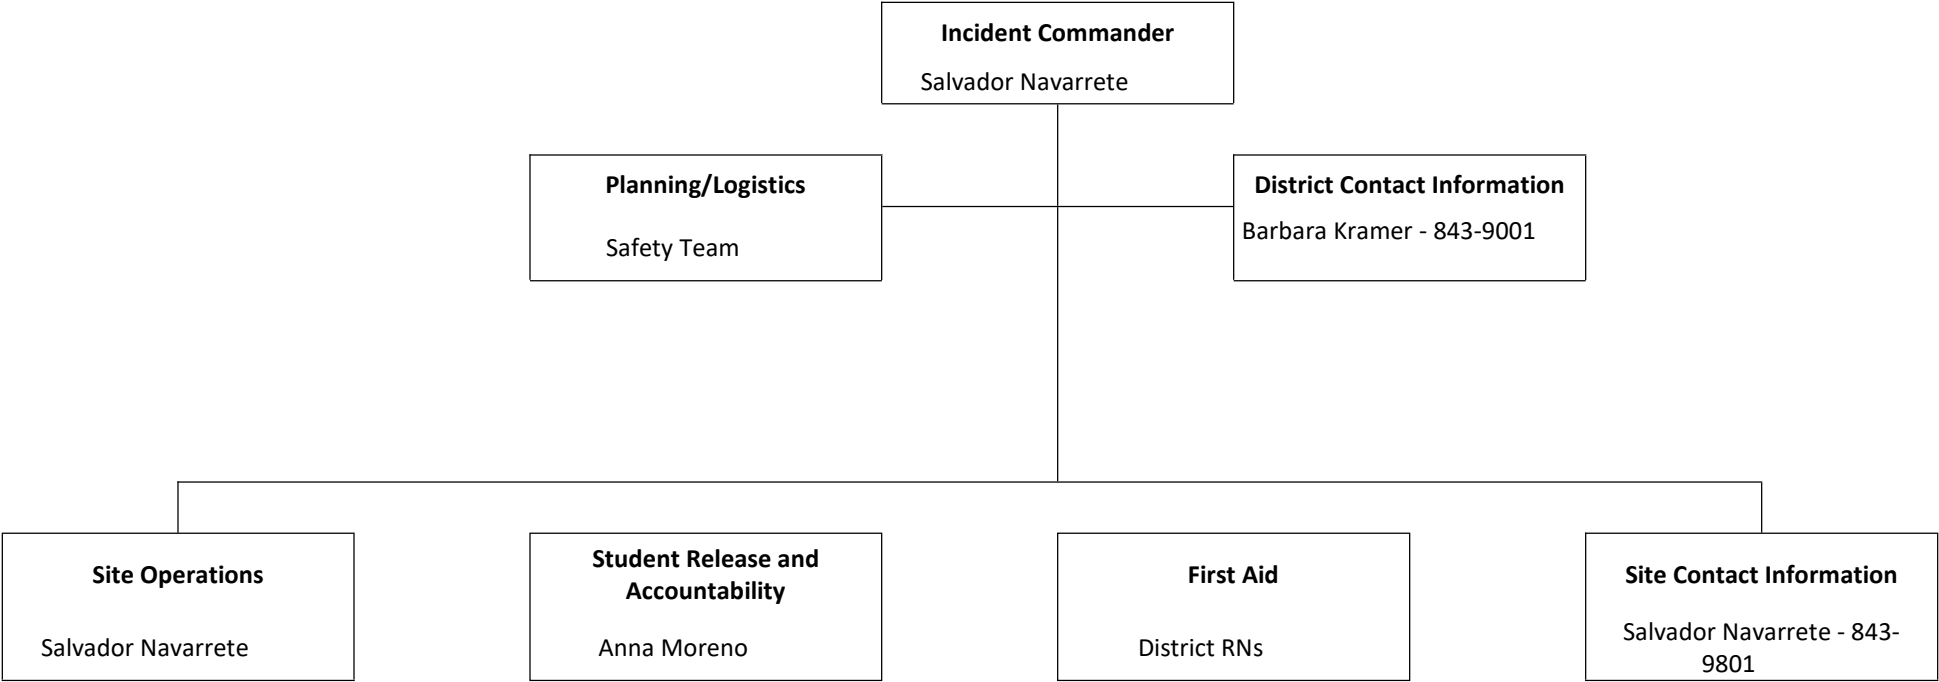 Incident Commander
Salvador Navarrete
Planning/Logistics
Safety Team
District Contact Information
Barbara Kramer - 843-9001
Site Operations
Salvador Navarrete
Student Release and
Accountability
Anna Moreno
First Aid
District RNs
Site Contact Information
Salvador Navarrete - 843-
9801